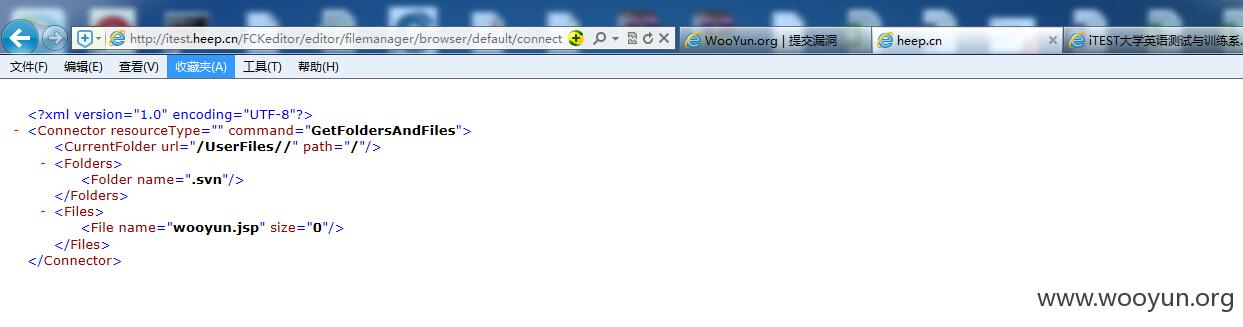 http://itest.heep.cn/FCKeditor/editor/filemanager/browser/default/connect
WooYun.org | 提交漏洞
heep.cn
iTEST大学英语测试与训练系...
文件(F) 编辑(E) 查看(V) 收藏夹(A) 工具(T) 帮助(H)
<?xml version="1.0" encoding="UTF-8"?>
- <Connector resourceType="" command="GetFoldersAndFiles">
<CurrentFolder url="/UserFiles//" path="/"/>
- <Folders>
<Folder name=".svn"/>
</Folders>
- <Files>
<File name="wooyun.jsp" size="0"/>
</Files>
</Connector>
www.wooyun.org